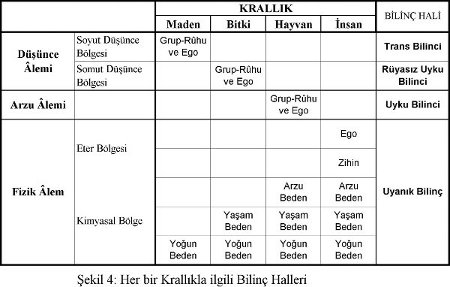 KRALLIK
BİLİNÇ HALİ
Maden Bitki Hayvan İnsan
Düşünce Âlemi
Soyut Düşünce Bölgesi
Grup-Rûhu ve Ego
Trans Bilinci
Somut Düşünce Bölgesi
Grup-Rûhu ve Ego
Rüyasız Uyku Bilinci
Arzu Âlemi
Grup-Rûhu ve Ego
Uyku Bilinci
Fizik Âlem
Eter Bölgesi
Ego
Zihin
Uyanık Bilinç
Arzu Beden
Arzu Beden
Kimyasal Bölge
Yaşam Beden
Yaşam Beden
Yaşam Beden
Yoğun Beden
Yoğun Beden
Yoğun Beden
Yoğun Beden
Şekil 4: Her bir Krallıkla ilgili Bilinç Halleri